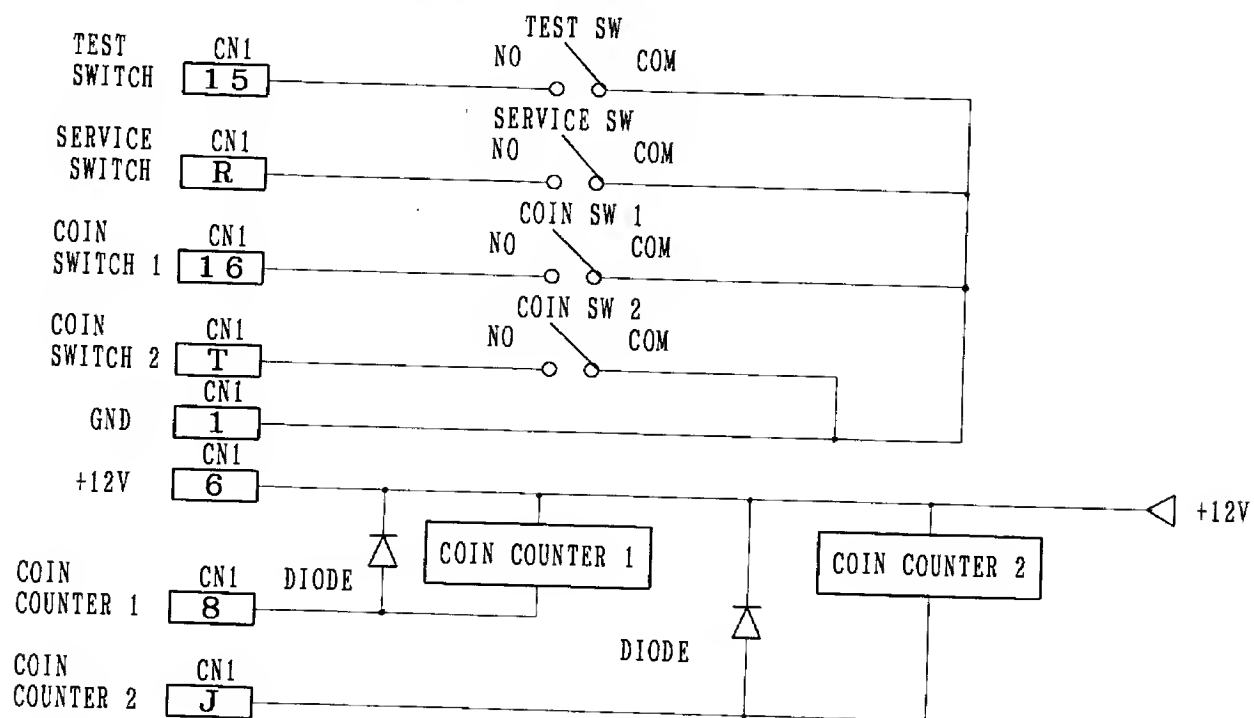 TEST SW
TEST
SWITCH
CN1
15
NO
COM
SERVICE SW
SERVICE
SWITCH
CN1
R
NO
COM
COIN SW 1
COIN
SWITCH 1
CN1
16
NO
COM
COIN SW 2
COIN
SWITCH 2
CN1
T
NO
COM
GND
CN1
1
+12V
CN1
6
+12V
COIN COUNTER 1
COIN COUNTER 2
COIN
COUNTER 1
CN1
8
DIODE
DIODE
COIN
COUNTER 2
CN1
J